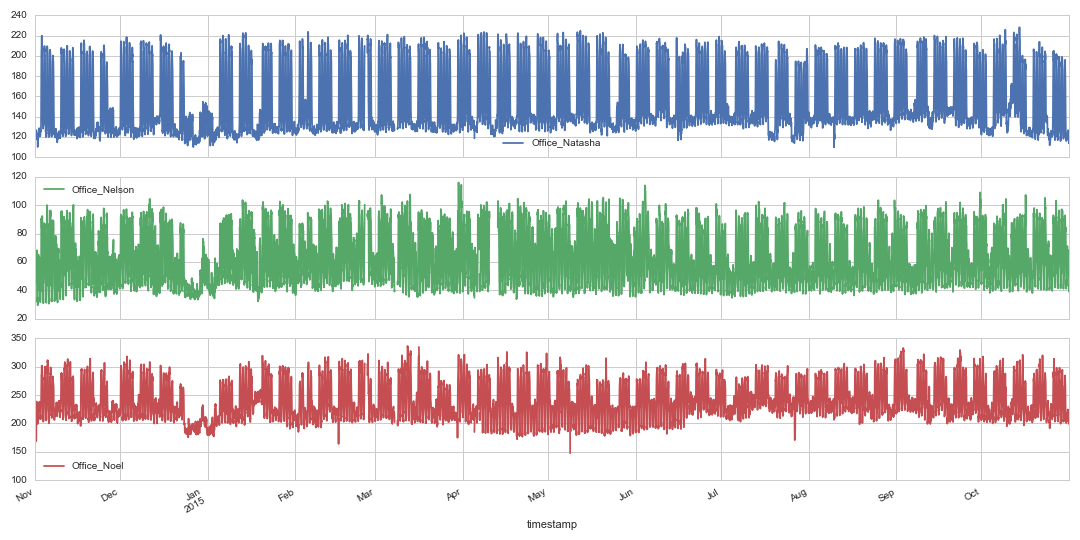 240
220
200
180
160
140
120
100
Office_Natasha
120
100
80
60
40
20
Office_Nelson
350
300
250
200
150
100
Office_Noel
Nov
Dec
Jan
2015
Feb
Mar
Apr
May
Jun
Jul
Aug
Sep
Oct
timestamp